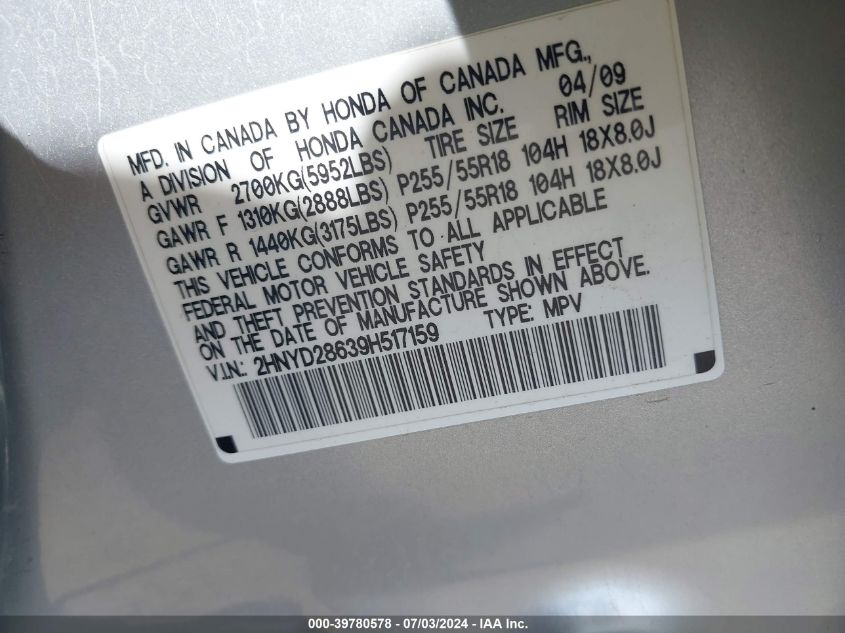 MFD. IN CANADA BY HONDA OF CANADA MFG.,
A DIVISION OF HONDA CANADA INC. 04/09
GVWR 2700KG(5952LBS) TIRE SIZE RIM SIZE
GAWR F 1310KG(2888LBS) P255/55R18 104H 18X8.0J
GAWR R 1440KG(3175LBS) P255/55R18 104H 18X8.0J
THIS VEHICLE CONFORMS TO ALL APPLICABLE
FEDERAL MOTOR VEHICLE SAFETY
AND THEFT PREVENTION STANDARDS IN EFFECT
ON THE DATE OF MANUFACTURE SHOWN ABOVE.
V.I.N.: 2HNYD28639H517159 TYPE: MPV
000-39780578 - 07/03/2024 - IAA Inc.